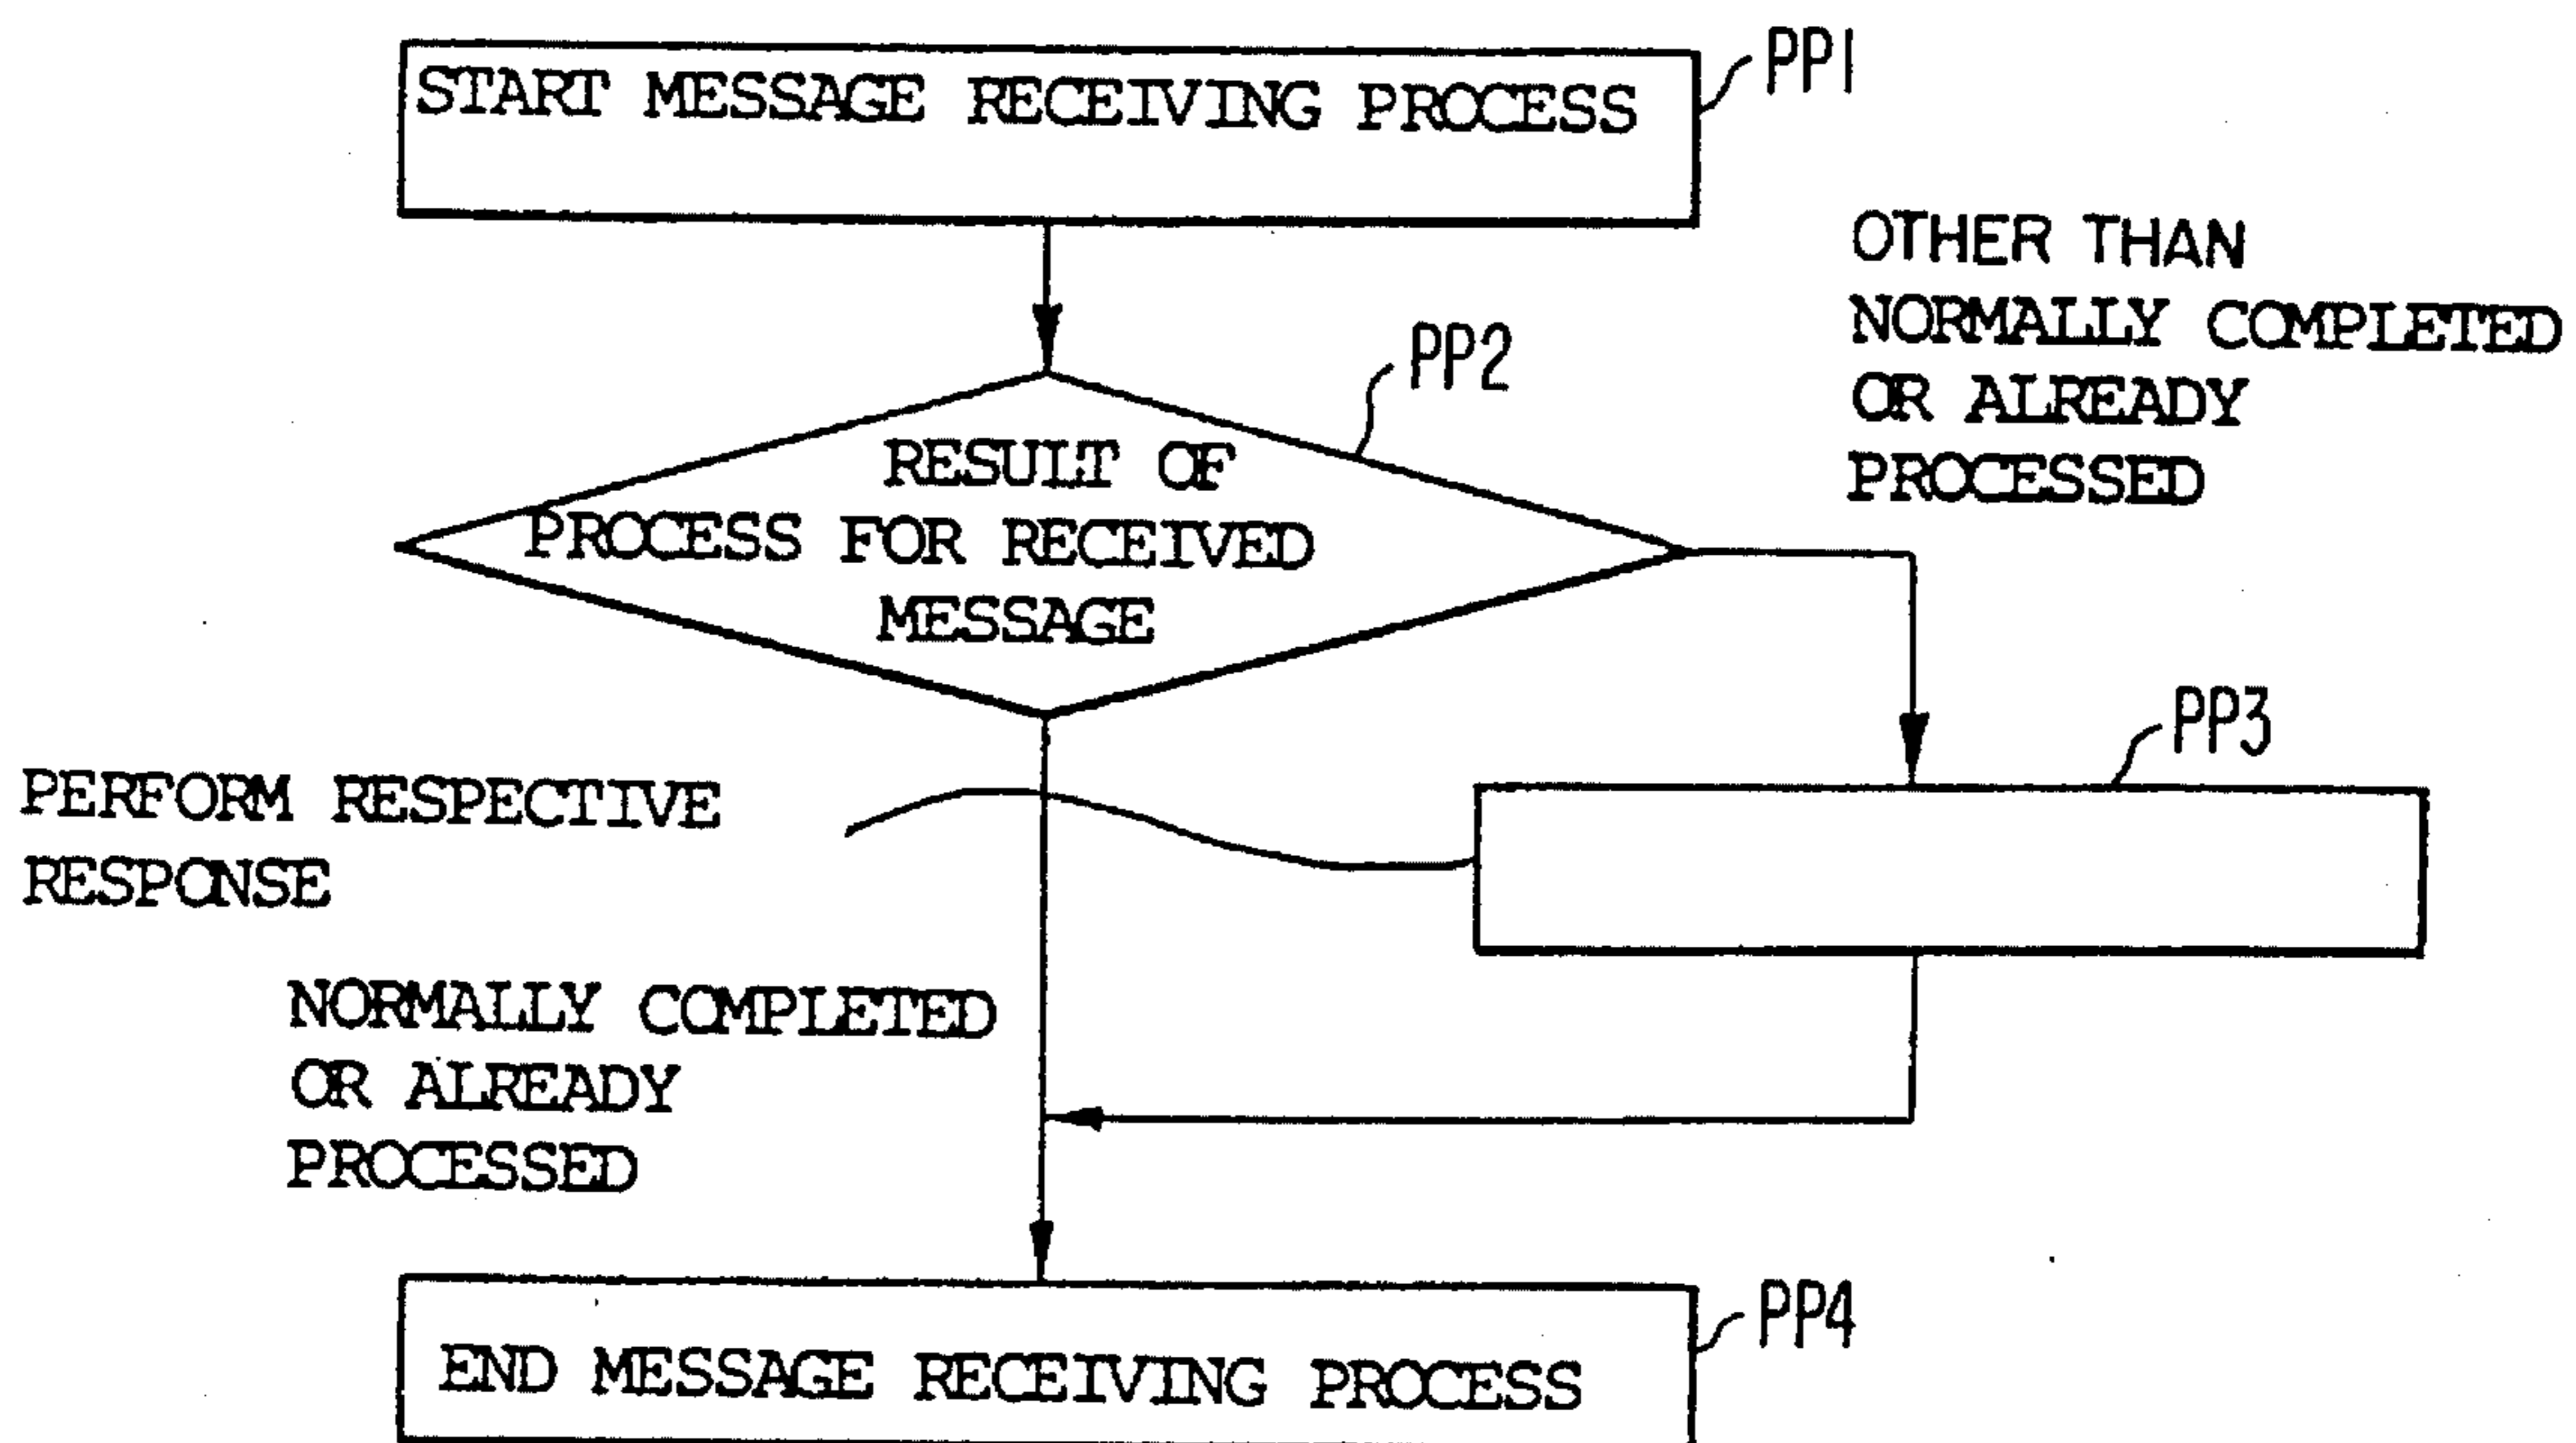 START MESSAGE RECEIVING PROCESS
PP1
OTHER THAN
NORMALLY COMPLETED
OR ALREADY
PROCESSED
PP2
RESULT OF
PROCESS FOR RECEIVED
MESSAGE
PP3
PERFORM RESPECTIVE
RESPONSE
NORMALLY COMPLETED
OR ALREADY
PROCESSED
PP4
END MESSAGE RECEIVING PROCESS